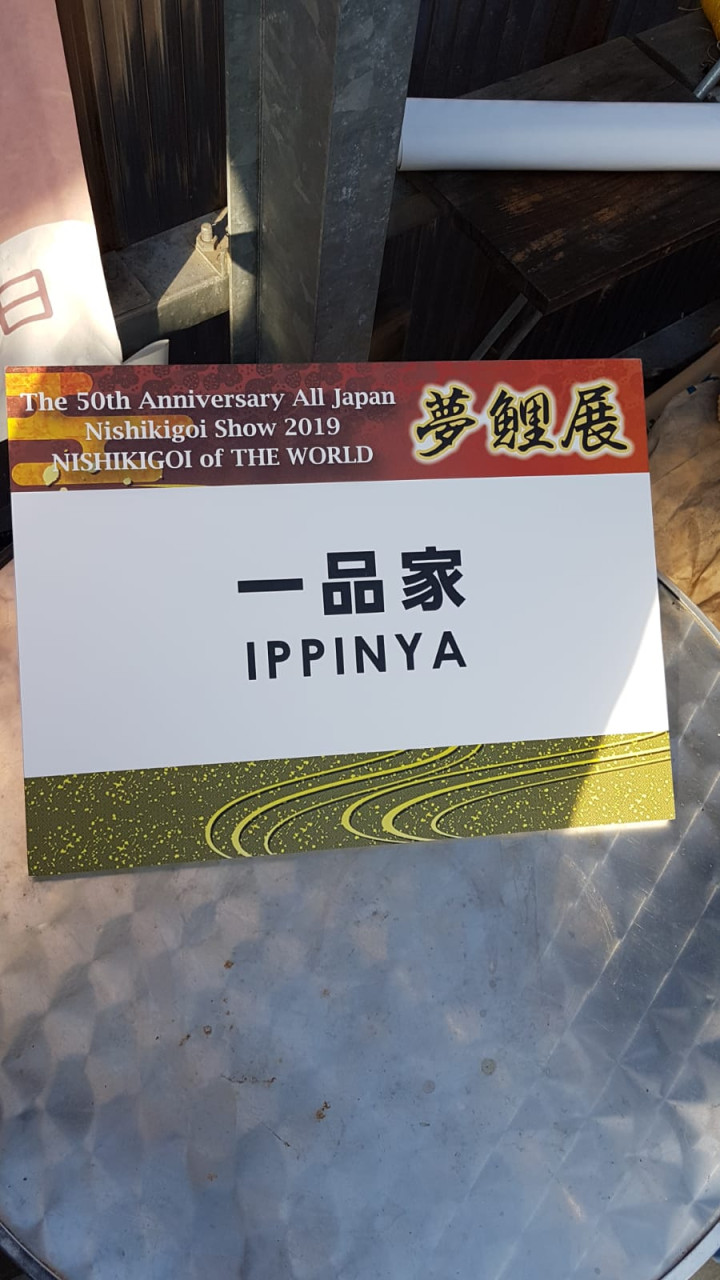 The 50th Anniversary All Japan
Nishikigoi Show 2019
NISHIKIGOI of THE WORLD
夢鯉展
一品家
IPPINYA
日